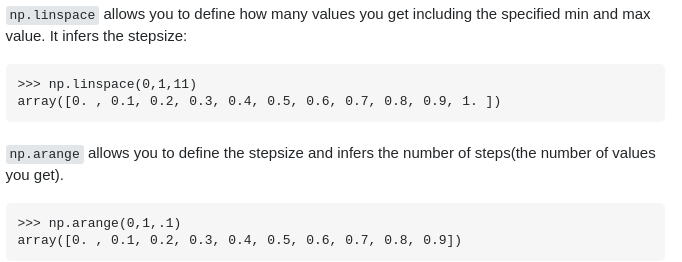 np.linspace allows you to define how many values you get including the specified min and max
value. It infers the stepsize:
>>> np.linspace(0,1,11)
array([0. , 0.1, 0.2, 0.3, 0.4, 0.5, 0.6, 0.7, 0.8, 0.9, 1. ])
np.arange allows you to define the stepsize and infers the number of steps(the number of values
you get).
>>> np.arange(0,1,.1)
array([0. , 0.1, 0.2, 0.3, 0.4, 0.5, 0.6, 0.7, 0.8, 0.9])